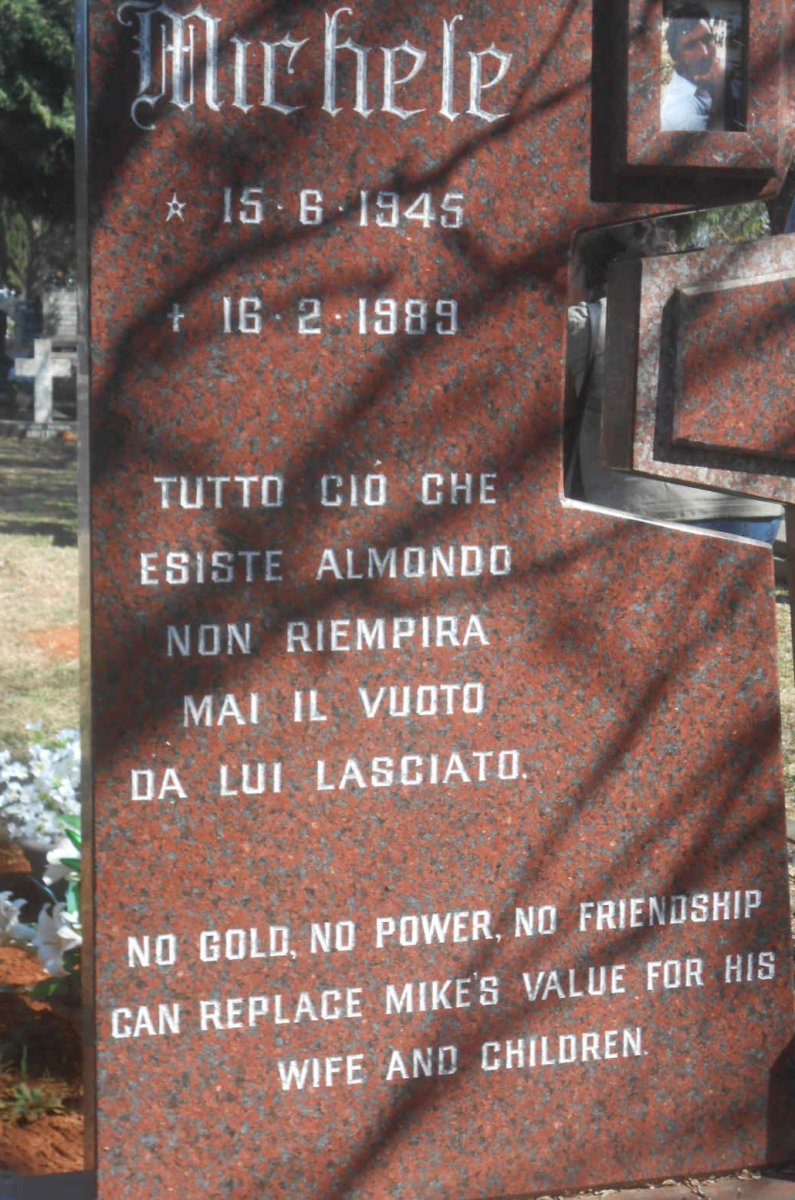 Michele
15·6·1945
16·2·1989
TUTTO CIÓ CHE
ESISTE ALMONDO
NON RIEMPIRA
MAI IL VUOTO
DA LUI LASCIATO.
NO GOLD, NO POWER, NO FRIENDSHIP
CAN REPLACE MIKE'S VALUE FOR HIS
WIFE AND CHILDREN.